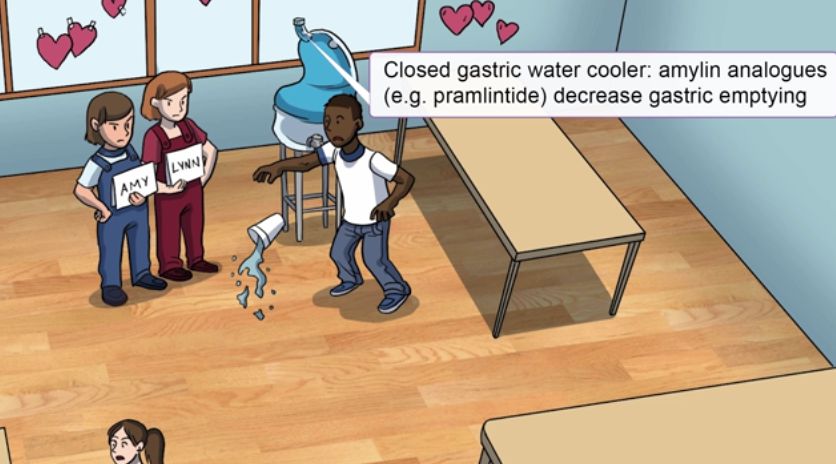 Closed gastric water cooler: amylin analogues
(e.g. pramlintide) decrease gastric emptying
AMY
LYNN